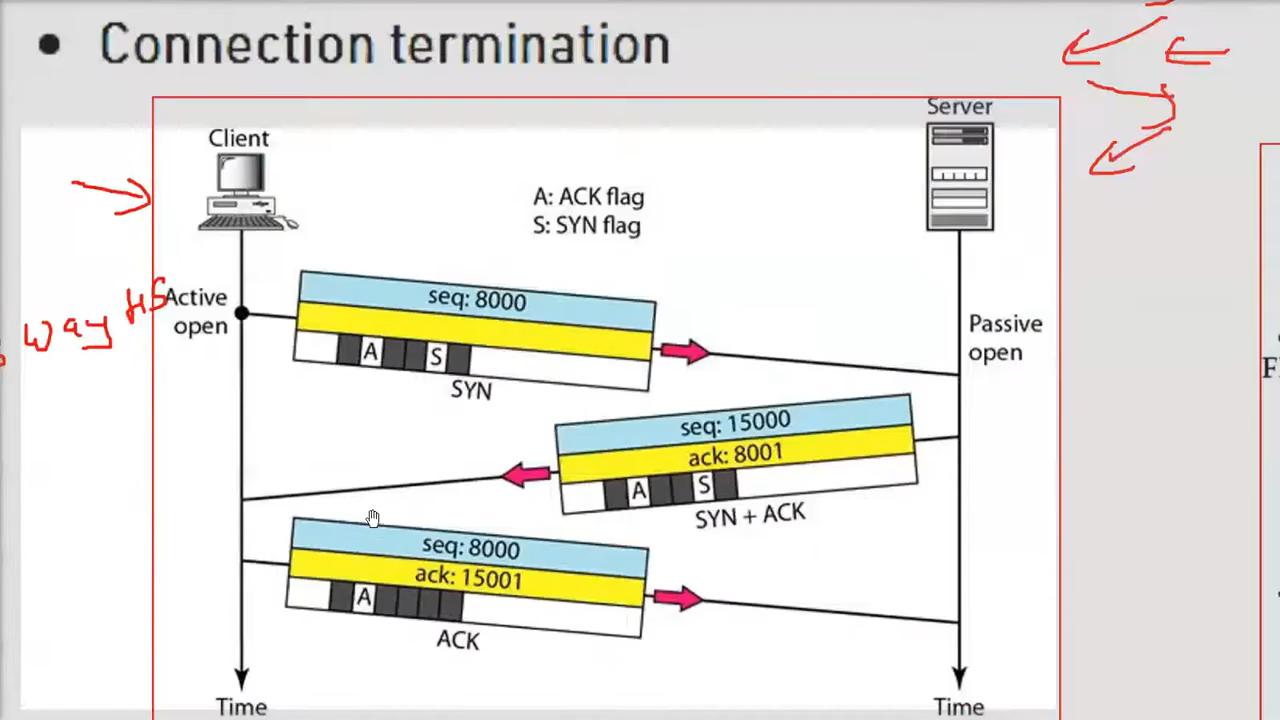 • Connection termination
Server
Client
A: ACK flag
S: SYN flag
way HS
Active
open
seq: 8000
A S
SYN
Passive
open
seq: 15000
ack: 8001
A S
SYN + ACK
seq: 8000
ack: 15001
A
ACK
Time
Time